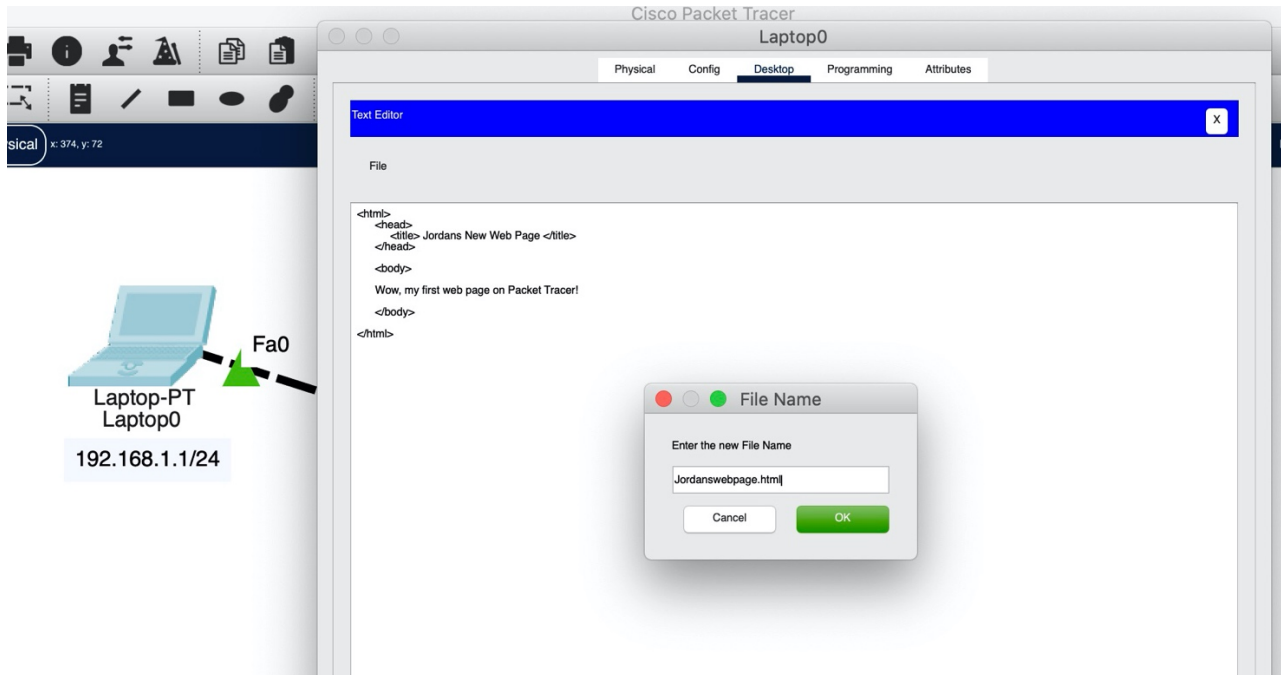 Cisco Packet Tracer
Laptop0
Physical Config Desktop Programming Attributes
Text Editor
X
sical x: 374, y: 72
File
<html>
<head>
<title> Jordans New Web Page </title>
</head>
<body>
Wow, my first web page on Packet Tracer!
</body>
</html>
Fa0
Laptop-PT
Laptop0
192.168.1.1/24
File Name
Enter the new File Name
Jordanswebpage.html
Cancel OK